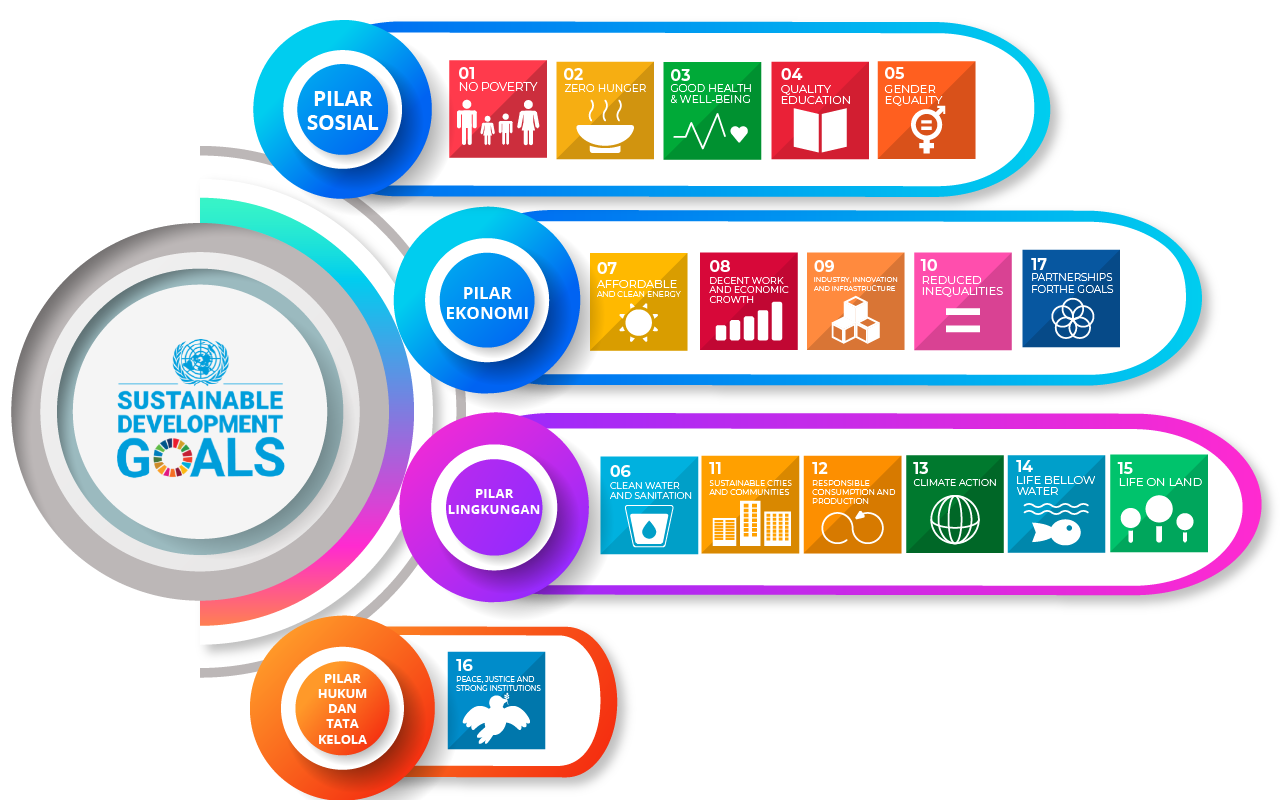 PILAR
SOSIAL
01
NO POVERTY
02
ZERO HUNGER
03
GOOD HEALTH
& WELL-BEING
04
QUALITY
EDUCATION
05
GENDER
EQUALITY
PILAR
EKONOMI
07
AFFORDABLE
AND CLEAN ENERGY
08
DECENT WORK
AND ECONOMIC
GROWTH
09
INDUSTRY, INNOVATION
AND INFRASTRUCTURE
10
REDUCED
INEQUALITIES
17
PARTNERSHIPS
FORTHE GOALS
SUSTAINABLE
DEVELOPMENT
GOALS
PILAR
LINGKUNGAN
06
CLEAN WATER
AND SANITATION
11
SUSTAINABLE CITIES
AND COMMUNITIES
12
RESPONSIBLE
CONSUMPTION AND
PRODUCTION
13
CLIMATE ACTION
14
LIFE BELLOW
WATER
15
LIFE ON LAND
PILAR
HUKUM
DAN
TATA
KELOLA
16
PEACE, JUSTICE AND
STRONG INSTITUTIONS